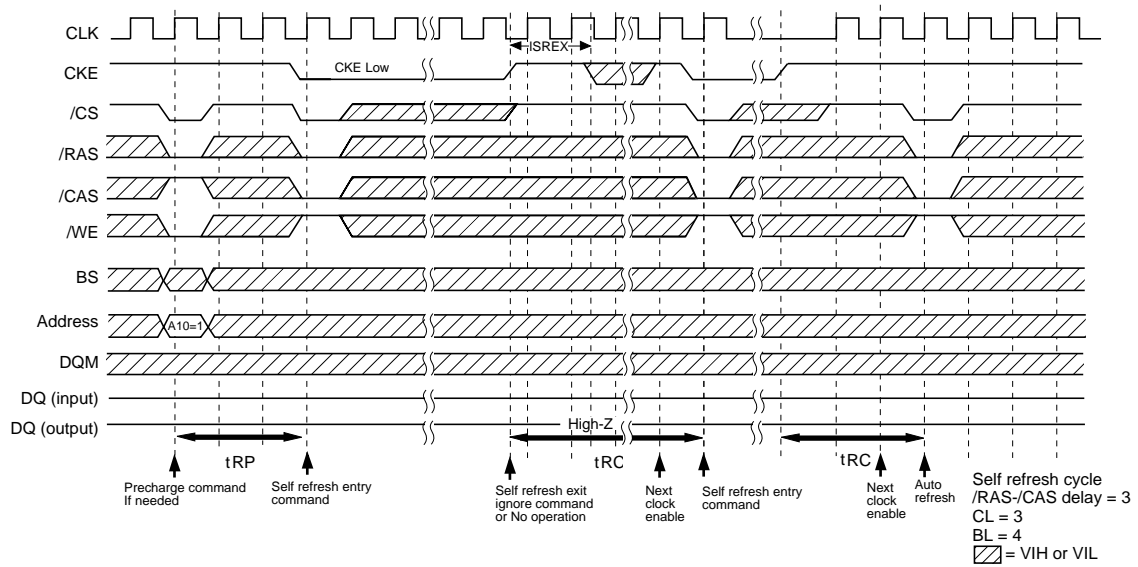 CLK
ISREX
CKE
CKE Low
/CS
/RAS
/CAS
/WE
BS
Address
A10=1
DQM
DQ (input)
DQ (output)
High-Z
tRP
tRC
tRC
Precharge command
If needed
Self refresh entry
command
Self refresh exit
ignore command
or No operation
Next
clock
enable
Self refresh entry
command
Next
clock
enable
Auto
refresh
Self refresh cycle
/RAS-/CAS delay = 3
CL = 3
BL = 4
= VIH or VIL